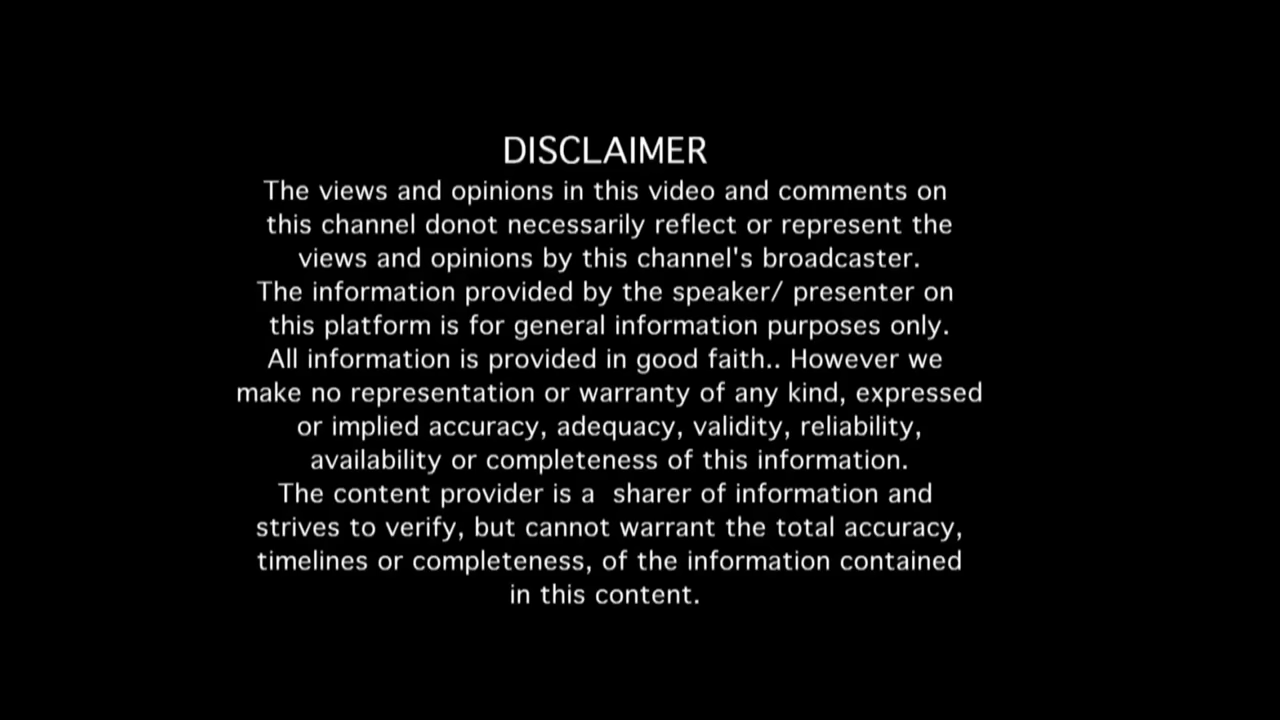 DISCLAIMER
The views and opinions in this video and comments on
this channel donot necessarily reflect or represent the
views and opinions by this channel's broadcaster.
The information provided by the speaker/ presenter on
this platform is for general information purposes only.
All information is provided in good faith.. However we
make no representation or warranty of any kind, expressed
or implied accuracy, adequacy, validity, reliability,
availability or completeness of this information.
The content provider is a  sharer of information and
strives to verify, but cannot warrant the total accuracy,
timelines or completeness, of the information contained
in this content.